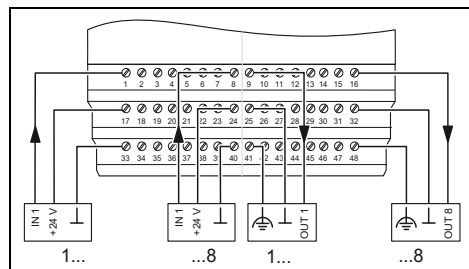 1 2 3 4 5 6 7 8 9 10 11 12 13 14 15 16
17 18 19 20 21 22 23 24 25 26 27 28 29 30 31 32
33 34 35 36 37 38 39 40 41 42 43 44 45 46 47 48
IN 1 +24 V IN 1 +24 V OUT 1 OUT 8
1... ...8 1... ...8